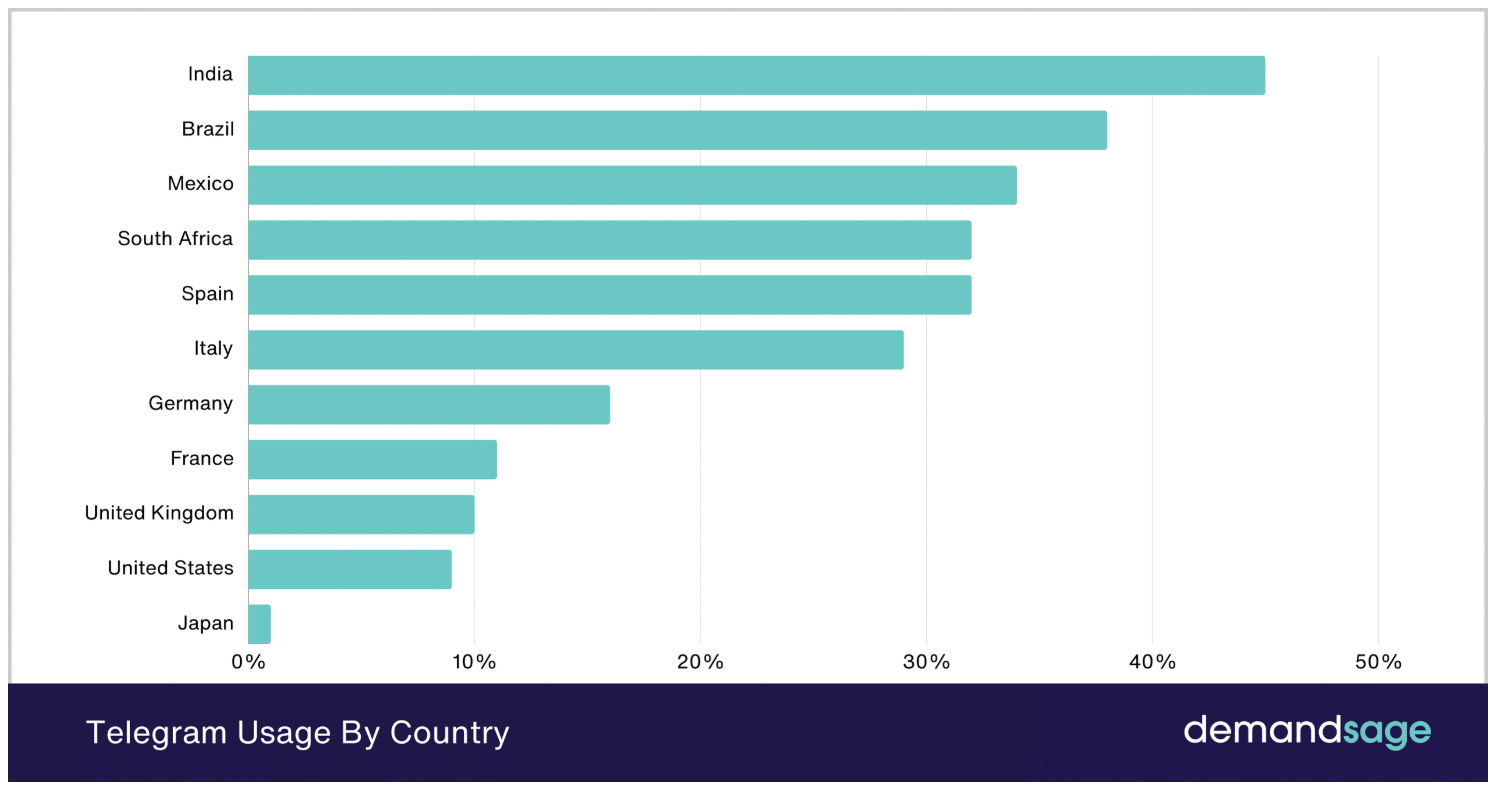 India
Brazil
Mexico
South Africa
Spain
Italy
Germany
France
United Kingdom
United States
Japan
0% 10% 20% 30% 40% 50%
Telegram Usage By Country
demandsage